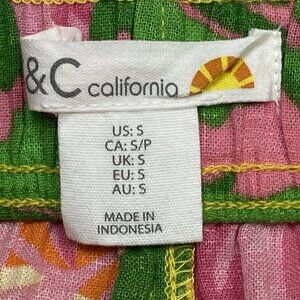 &C california
US: S
CA: S/P
UK: S
EU: S
AU: S
MADE IN
INDONESIA